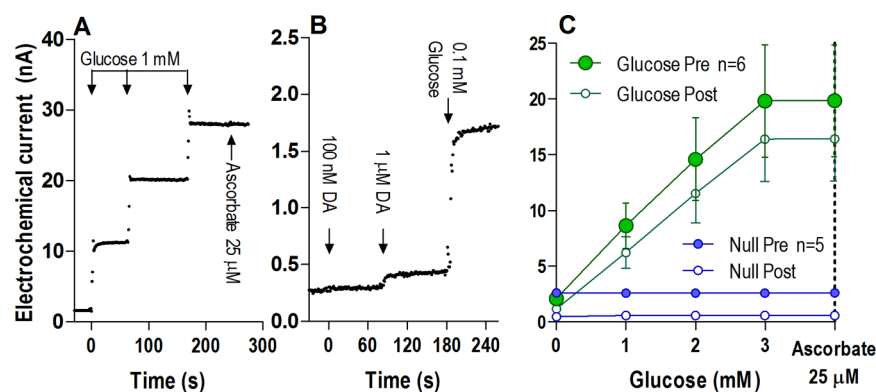 A
Glucose 1 mM
Ascorbate 25 µM
Electrochemical current (nA)
40
30
20
10
0
0
100
200
300
Time (s)
B
100 nM DA
1 µM DA
0.1 mM
Glucose
2.5
2.0
1.5
1.0
0.5
0.0
0
60
120
180
240
Time (s)
C
Glucose Pre n=6
Glucose Post
Null Pre n=5
Null Post
25
20
15
10
5
0
0
1
2
3
Ascorbate
25 µM
Glucose (mM)